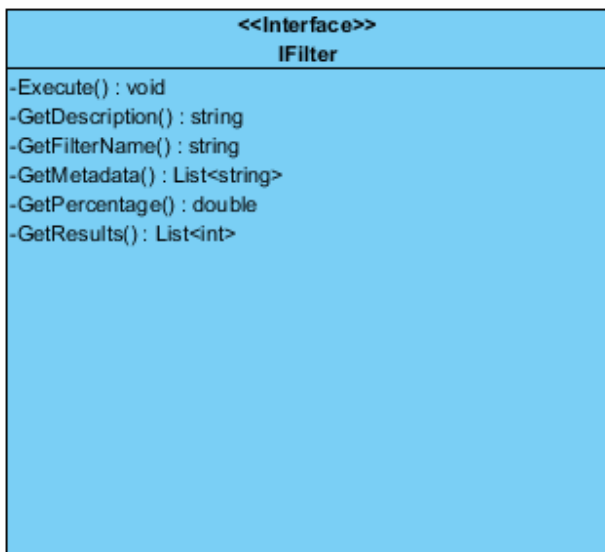 <<Interface>>
IFilter
-Execute() : void
-GetDescription() : string
-GetFilterName() : string
-GetMetadata() : List<string>
-GetPercentage() : double
-GetResults() : List<int>